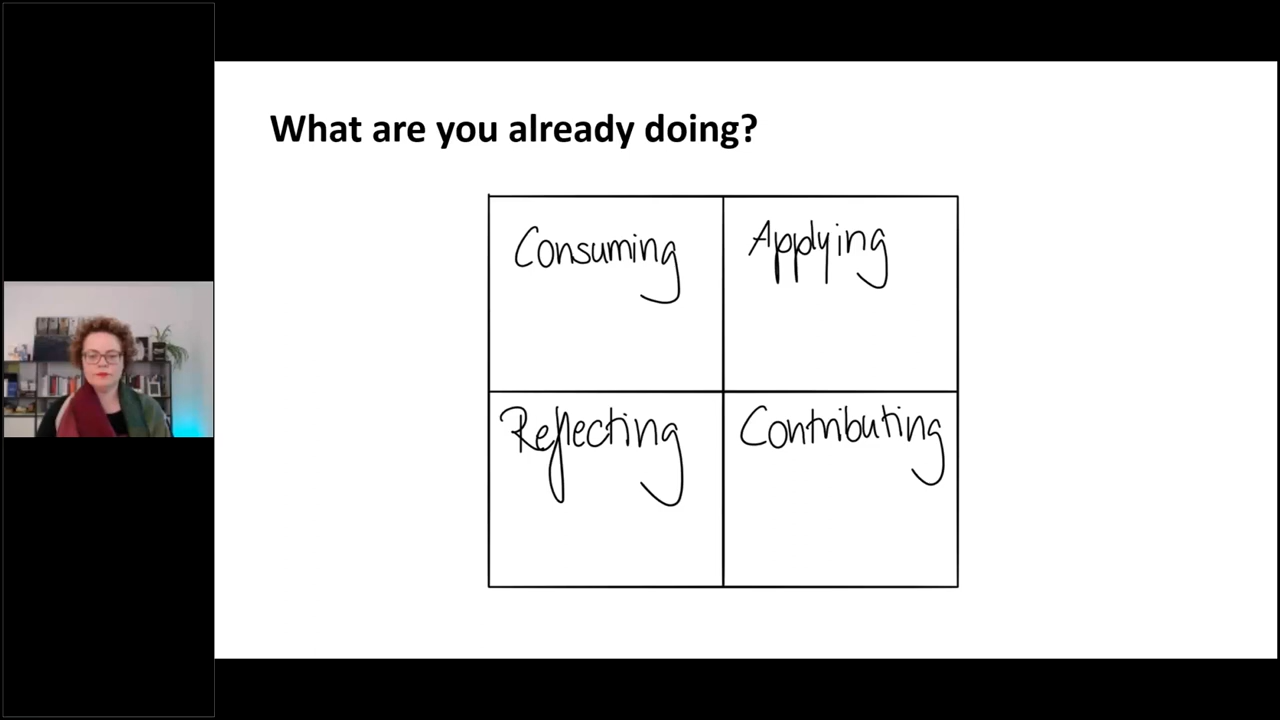 What are you already doing?
Consuming
Applying
Reflecting
Contributing